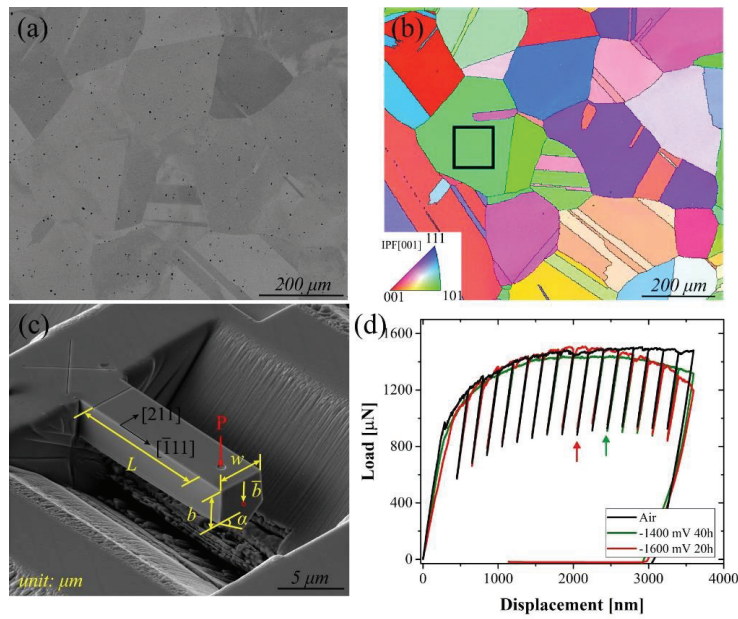 (a)
200 μm
(b)
IPF[001]
111
001
101
200 μm
(c)
P
[211]
[1̅11]
w
L
b
b̅
α
unit: μm
5 μm
(d)
1600
1200
800
400
0
Load [μN]
Air
-1400 mV 40h
-1600 mV 20h
0
1000
2000
3000
4000
Displacement [nm]